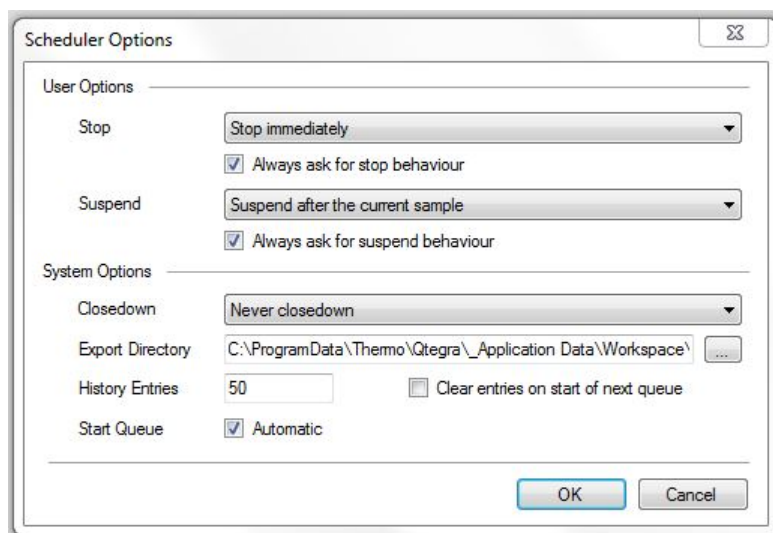 Scheduler Options
User Options
Stop Stop immediately
Always ask for stop behaviour
Suspend Suspend after the current sample
Always ask for suspend behaviour
System Options
Closedown Never closedown
Export Directory C:\ProgramData\Thermo\Qtegra\_Application Data\Workspace\ ...
History Entries 50 Clear entries on start of next queue
Start Queue Automatic
OK Cancel